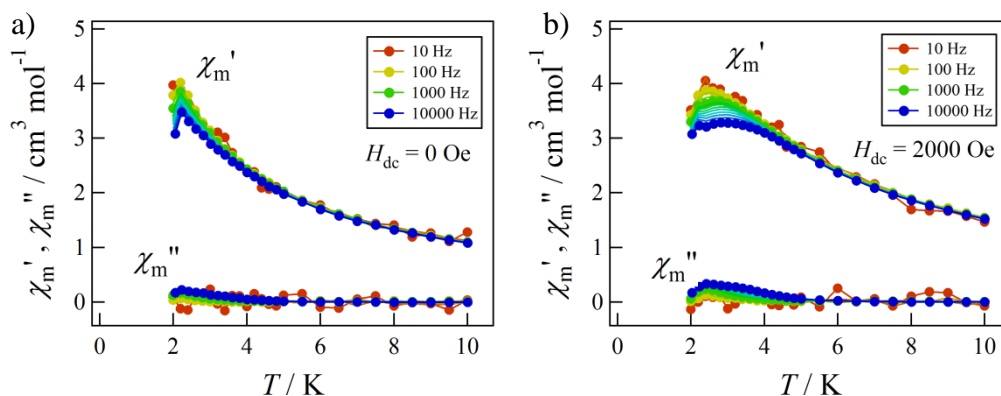 a)
5
4
3
2
1
0
χm'
10 Hz
100 Hz
1000 Hz
10000 Hz
Hdc = 0 Oe
χm"
χm' , χm" / cm³ mol⁻¹
0
2
4
6
8
10
T / K
b)
5
4
3
2
1
0
χm'
10 Hz
100 Hz
1000 Hz
10000 Hz
Hdc = 2000 Oe
χm"
χm' , χm" / cm³ mol⁻¹
0
2
4
6
8
10
T / K